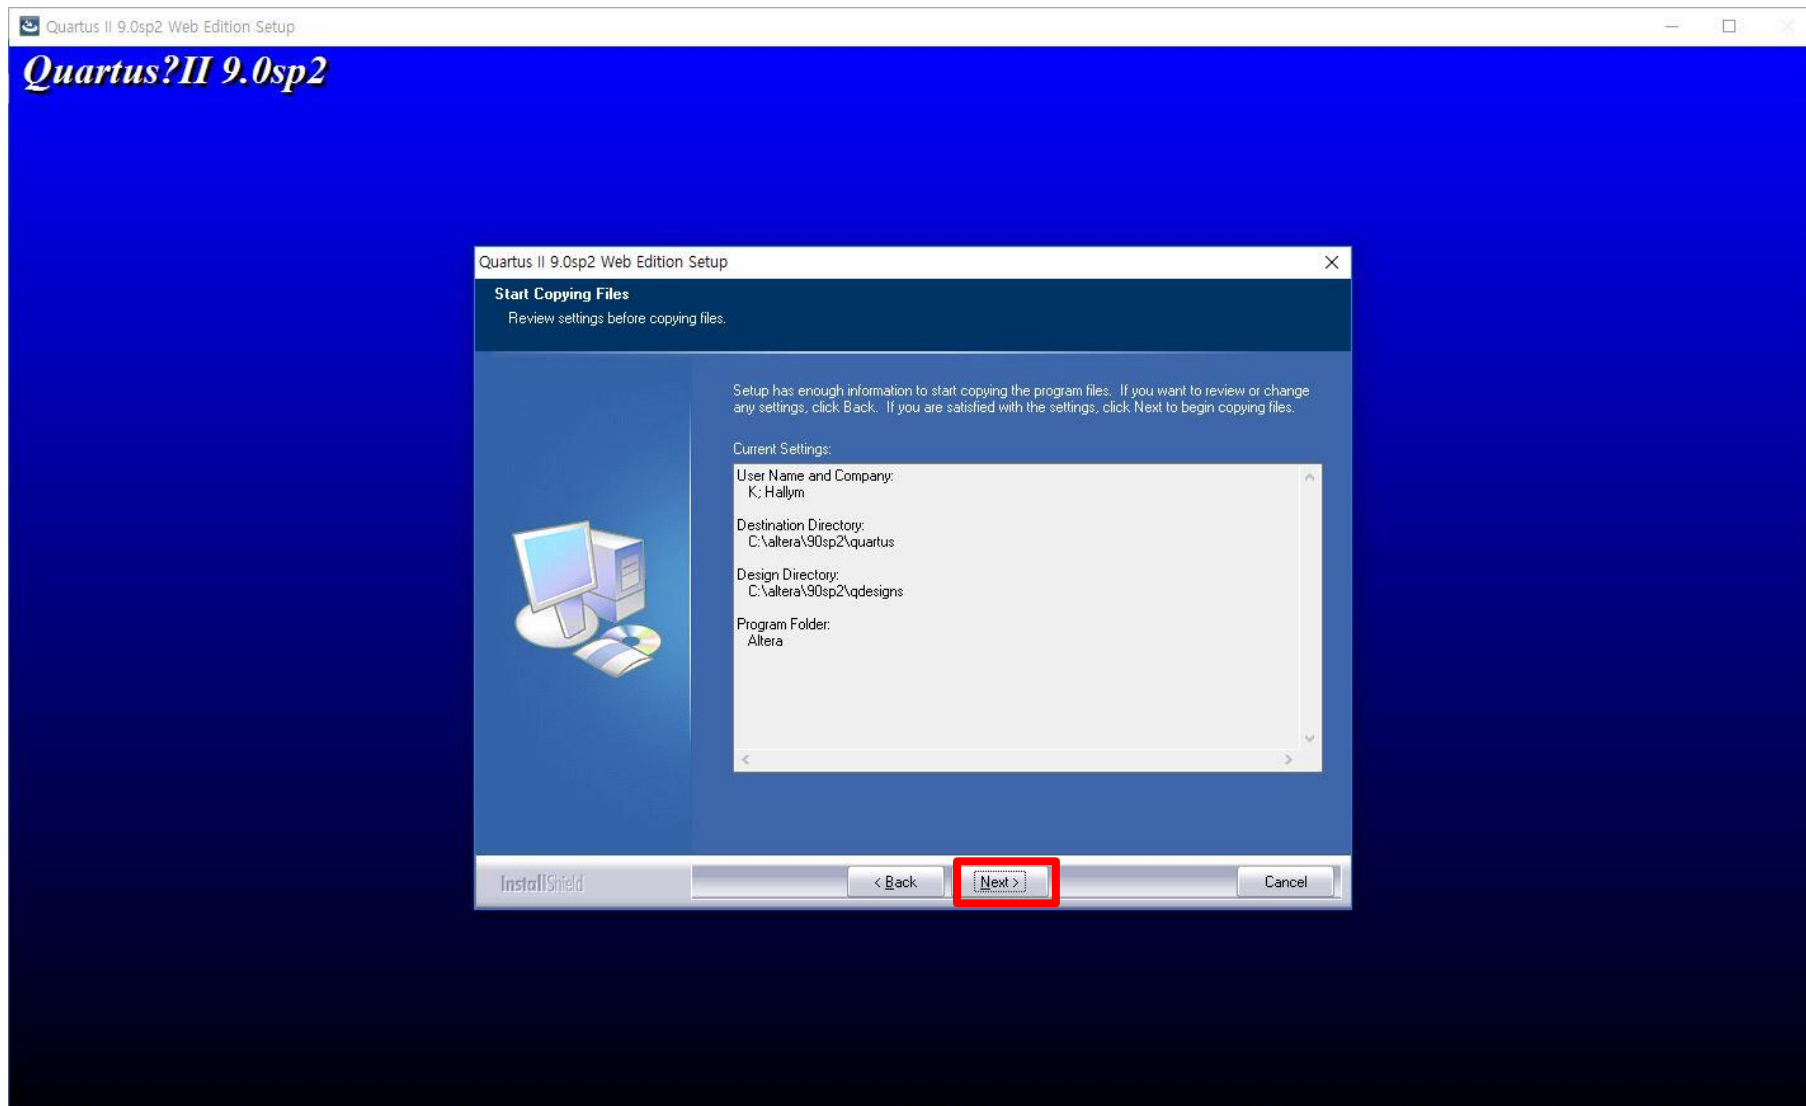 Quartus II 9.0sp2 Web Edition Setup
Quartus?II 9.0sp2
Quartus II 9.0sp2 Web Edition Setup
Start Copying Files
Review settings before copying files.
Setup has enough information to start copying the program files. If you want to review or change
any settings, click Back. If you are satisfied with the settings, click Next to begin copying files.
Current Settings:
User Name and Company:
K; Hallym
Destination Directory:
C:\altera\90sp2\quartus
Design Directory:
C:\altera\90sp2\qdesigns
Program Folder:
Altera
InstallShield
< Back
Next >
Cancel